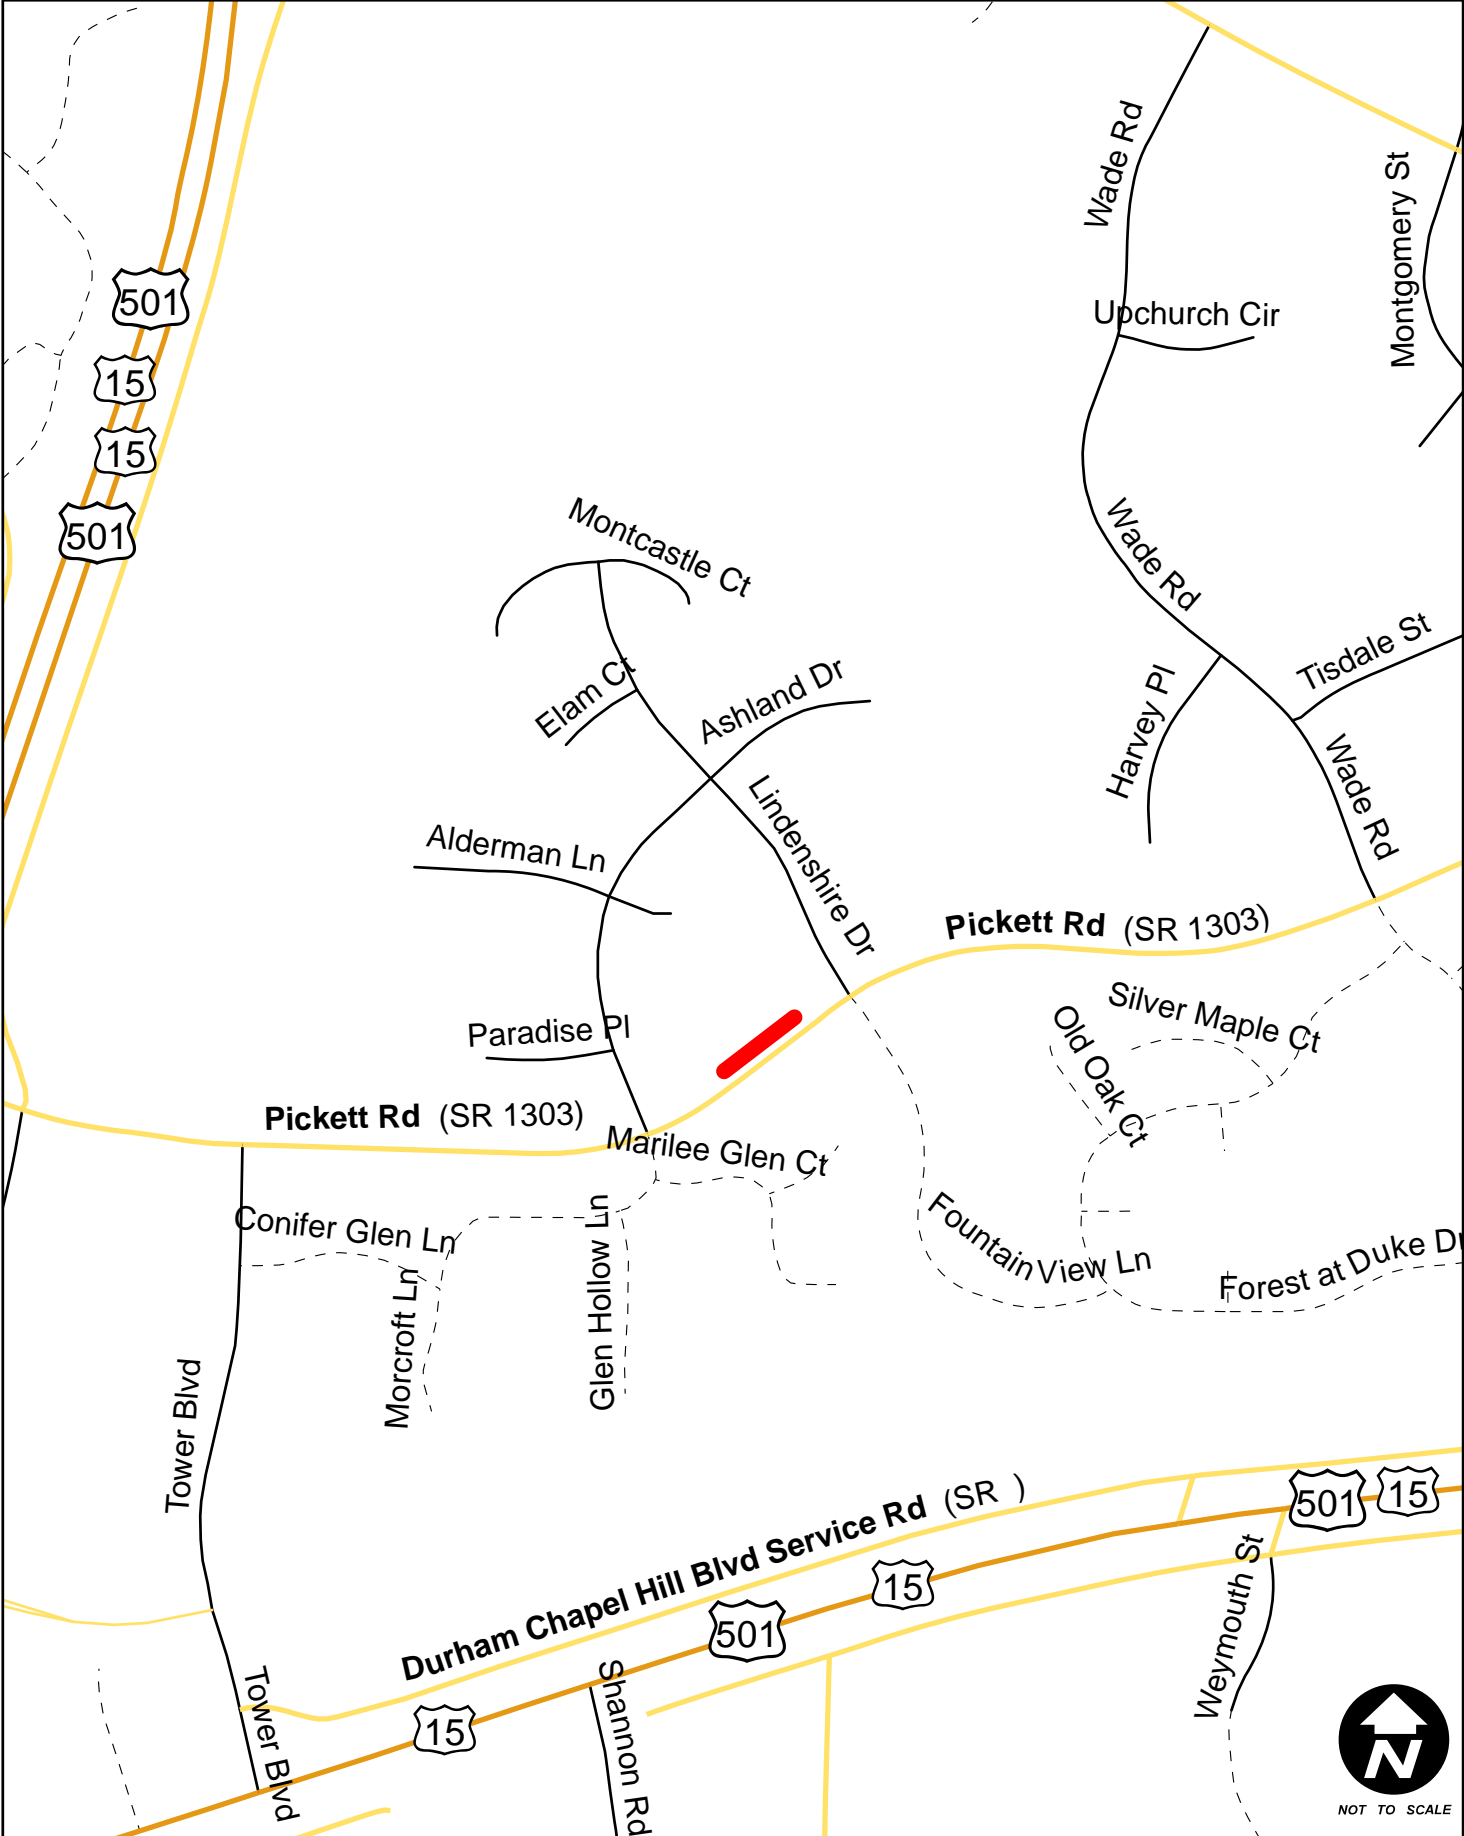 Wade Rd
Montgomery St
501
Upchurch Cir
15
15
501
Montcastle Ct
Wade Rd
Elam Ct
Ashland Dr
Tisdale St
Harvey Pl
Wade Rd
Lindenshire Dr
Alderman Ln
Pickett Rd (SR 1303)
Silver Maple Ct
Old Oak Ct
Paradise Pl
Pickett Rd (SR 1303)
Marilee Glen Ct
Conifer Glen Ln
Glen Hollow Ln
Fountain View Ln
Forest at Duke Dr
Morcroft Ln
Tower Blvd
Durham Chapel Hill Blvd Service Rd (SR )
501
15
15
501
Weymouth St
Tower Blvd
15
Shannon Rd
N
NOT TO SCALE